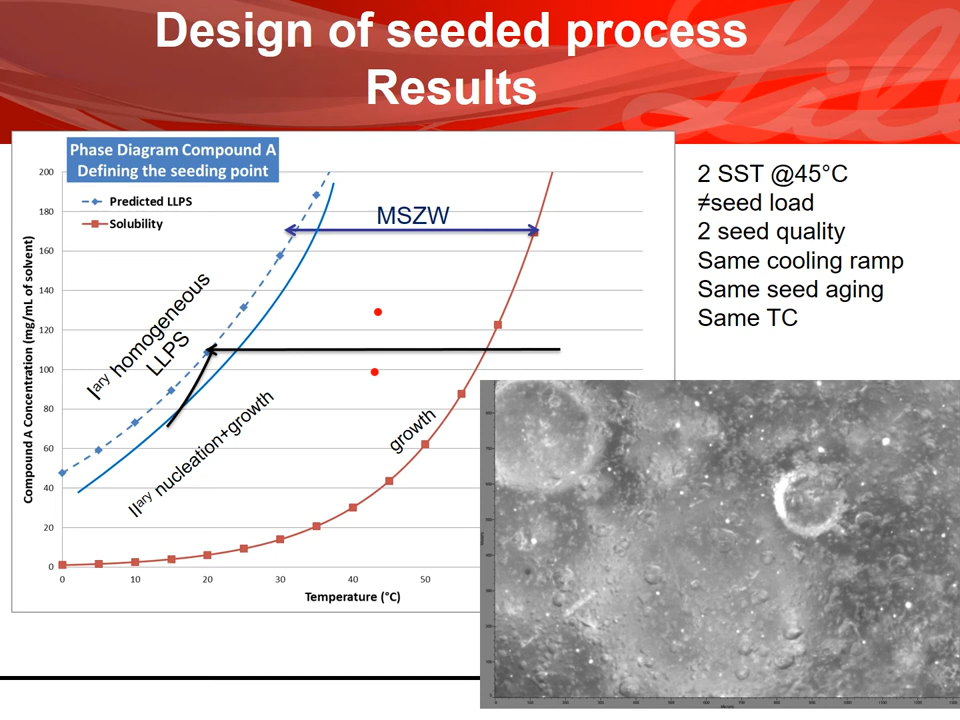 Design of seeded process
Results
Phase Diagram Compound A
Defining the seeding point
Predicted LLPS
Solubility
MSZW
Iary homogeneous
LLPS
IIary nucleation+growth
growth
Compound A Concentration (mg/mL of solvent)
200
180
160
140
120
100
80
60
40
20
0
0 10 20 30 40 50
Temperature (°C)
2 SST @45°C
≠seed load
2 seed quality
Same cooling ramp
Same seed aging
Same TC